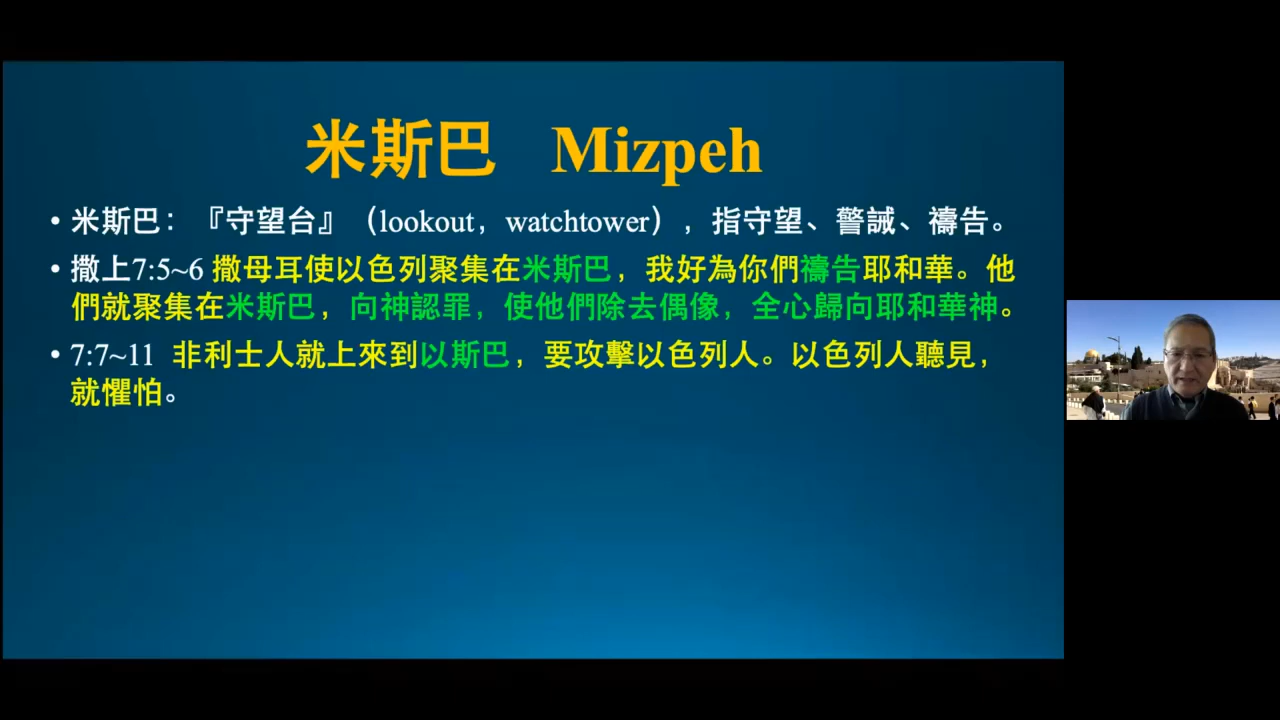 米斯巴 Mizpeh
• 米斯巴：『守望台』（lookout，watchtower），指守望、警誡、禱告。
• 撒上7:5~6 撒母耳使以色列聚集在米斯巴，我好為你們禱告耶和華。他
們就聚集在米斯巴，向神認罪，使他們除去偶像，全心歸向耶和華神。
• 7:7~11 非利士人就上來到以斯巴，要攻擊以色列人。以色列人聽見，
就懼怕。